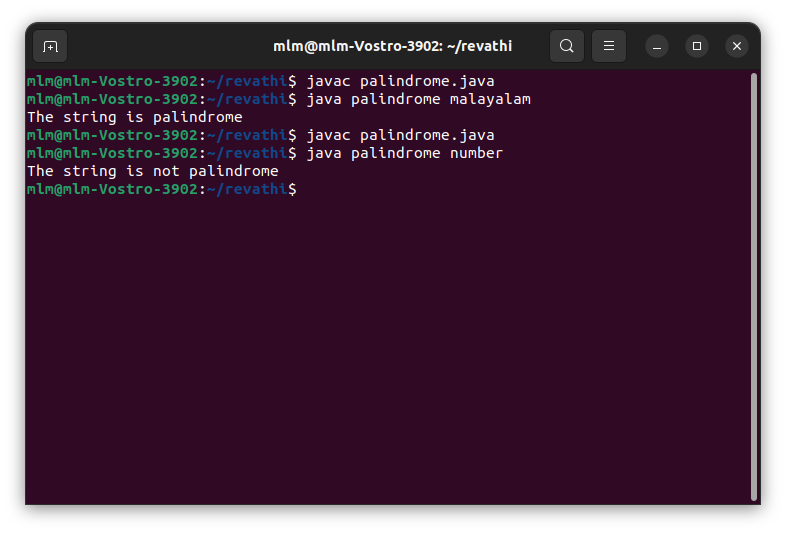 mlm@mlm-Vostro-3902: ~/revathi
mlm@mlm-Vostro-3902:~/revathi$ javac palindrome.java
mlm@mlm-Vostro-3902:~/revathi$ java palindrome malayalam
The string is palindrome
mlm@mlm-Vostro-3902:~/revathi$ javac palindrome.java
mlm@mlm-Vostro-3902:~/revathi$ java palindrome number
The string is not palindrome
mlm@mlm-Vostro-3902:~/revathi$